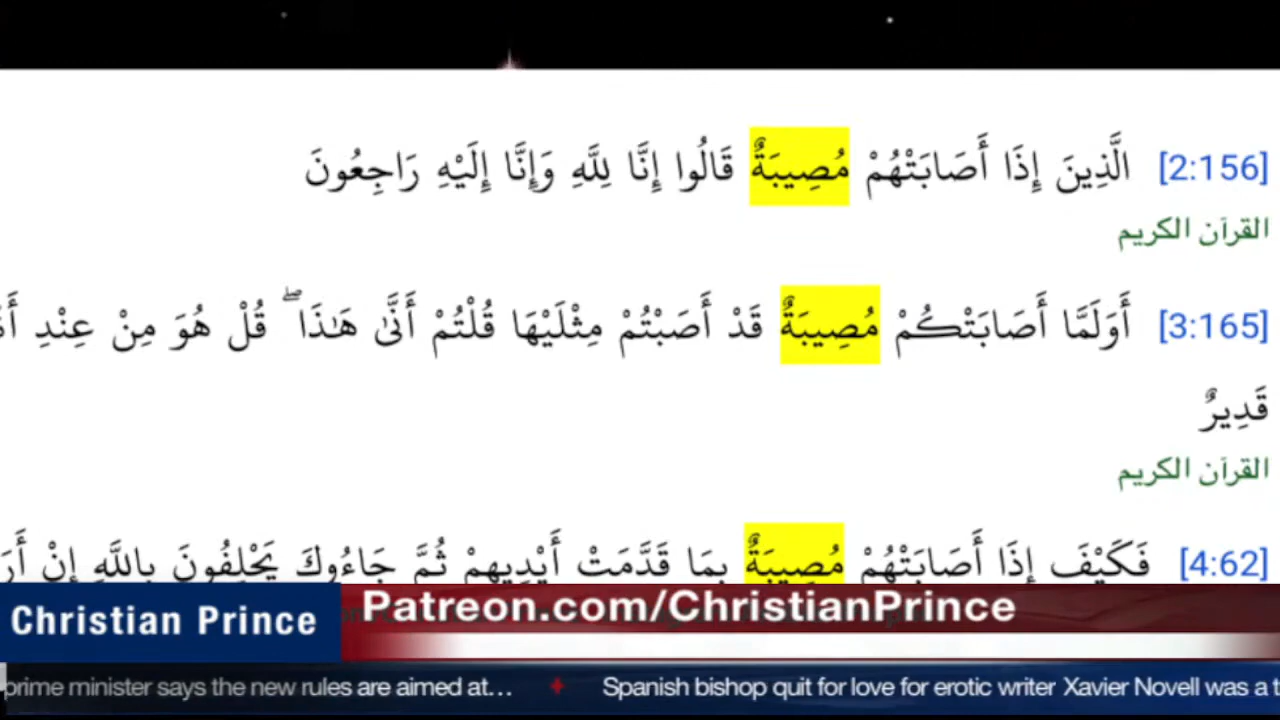 [2:156] الَّذِينَ إِذَا أَصَابَتْهُمْ مُصِيبَةٌ قَالُوا إِنَّا لِلَّهِ وَإِنَّا إِلَيْهِ رَاجِعُونَ
القرآن الكريم
[3:165] أَوَلَمَّا أَصَابَتْكُمْ مُصِيبَةٌ قَدْ أَصَبْتُمْ مِثْلَيْهَا قُلْتُمْ أَنَّىٰ هَٰذَا ۖ قُلْ هُوَ مِنْ عِنْدِ
قَدِيرٌ
القرآن الكريم
[4:62] فَكَيْفَ إِذَا أَصَابَتْهُمْ مُصِيبَةٌ بِمَا قَدَّمَتْ أَيْدِيهِمْ ثُمَّ جَاءُوكَ يَحْلِفُونَ بِاللَّهِ إِنْ
Patreon.com/ChristianPrince
Christian Prince
prime minister says the new rules are aimed at... Spanish bishop quit for love for erotic writer Xavier Novell was a t